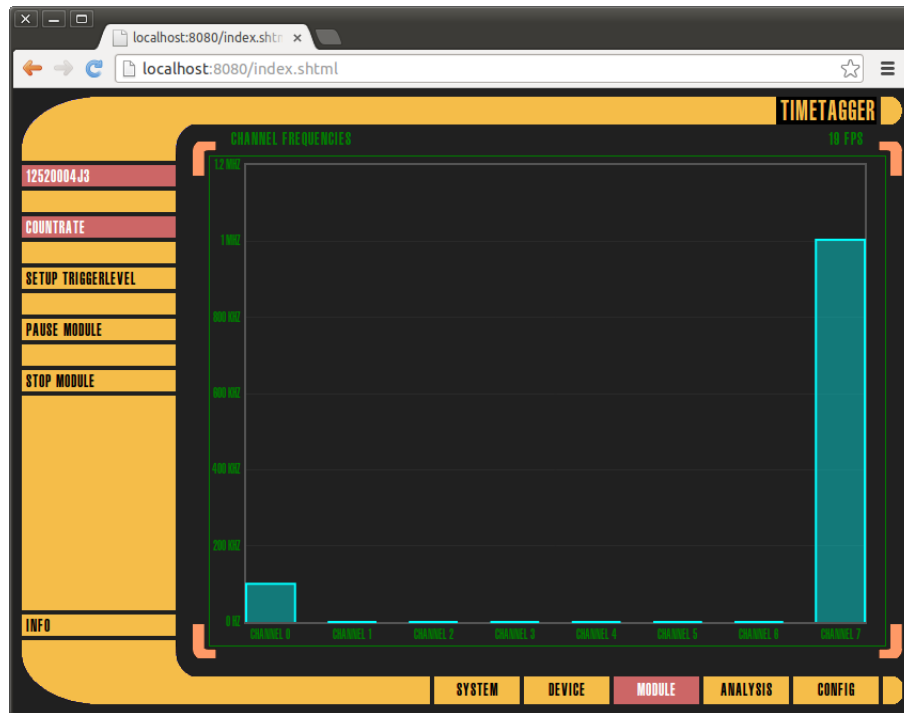 localhost:8080/index.shtm
localhost:8080/index.shtml
TIMETAGGER
CHANNEL FREQUENCIES
10 FPS
12520004J3
COUNTRATE
SETUP TRIGGERLEVEL
PAUSE MODULE
STOP MODULE
INFO
1.2 MHZ
1 MHZ
800 KHZ
600 KHZ
400 KHZ
200 KHZ
0 HZ
CHANNEL 0 CHANNEL 1 CHANNEL 2 CHANNEL 3 CHANNEL 4 CHANNEL 5 CHANNEL 6 CHANNEL 7
SYSTEM DEVICE MODULE ANALYSIS CONFIG